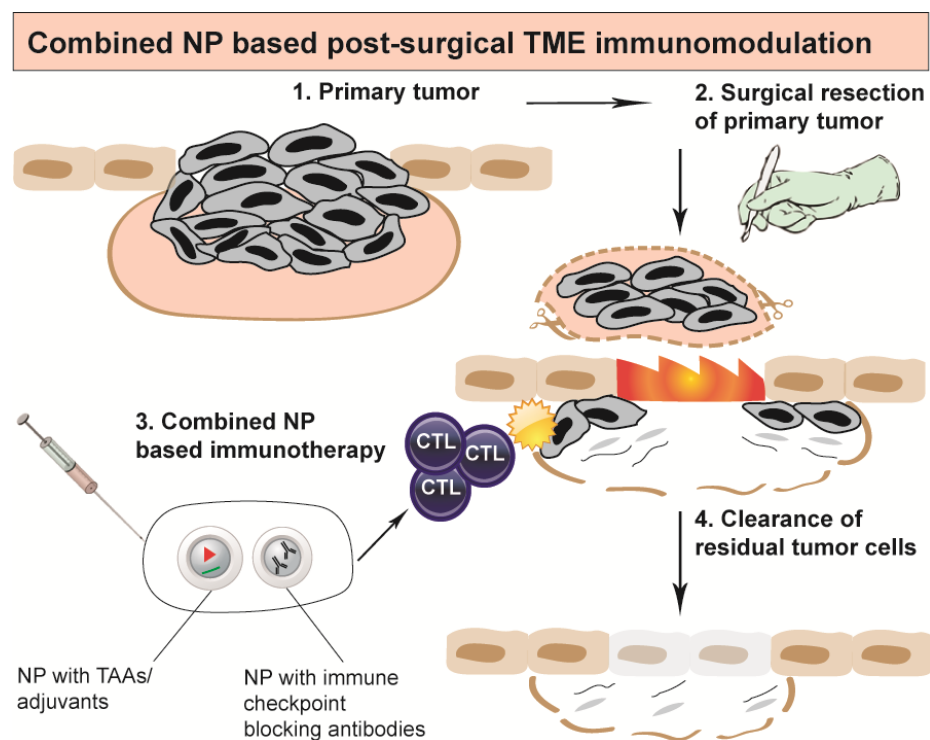 Combined NP based post-surgical TME immunomodulation
1. Primary tumor
2. Surgical resection
of primary tumor
3. Combined NP
based immunotherapy
CTL
CTL
CTL
4. Clearance of
residual tumor cells
NP with TAAs/
adjuvants
NP with immune
checkpoint
blocking antibodies